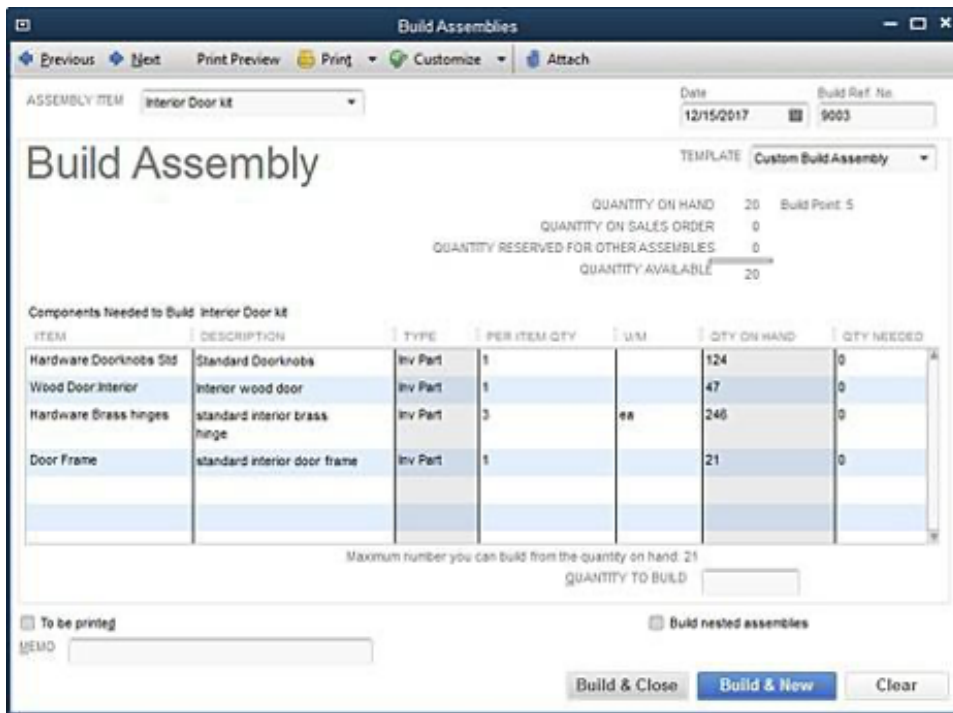 Build Assemblies
Previous Next Print Preview Print Customize Attach
ASSEMBLY ITEM Interior Door kit
Date Build Ref. No.
12/15/2017 9003
Build Assembly
TEMPLATE Custom Build Assembly
QUANTITY ON HAND 20 Build Point: 5
QUANTITY ON SALES ORDER 0
QUANTITY RESERVED FOR OTHER ASSEMBLIES 0
QUANTITY AVAILABLE 20
Components Needed to Build Interior Door kit
ITEM DESCRIPTION TYPE PER ITEM QTY U/M QTY ON HAND QTY NEEDED
Hardware:Doorknobs Std Standard Doorknobs Inv Part 1 124 0
Wood Door:Interior Interior wood door Inv Part 1 47 0
Hardware:Brass hinges standard interior brass Inv Part 3 ea 246 0
hinge
Door Frame standard interior door frame Inv Part 1 21 0
Maximum number you can build from the quantity on hand: 21
QUANTITY TO BUILD
To be printed Build nested assemblies
MEMO
Build & Close Build & New Clear